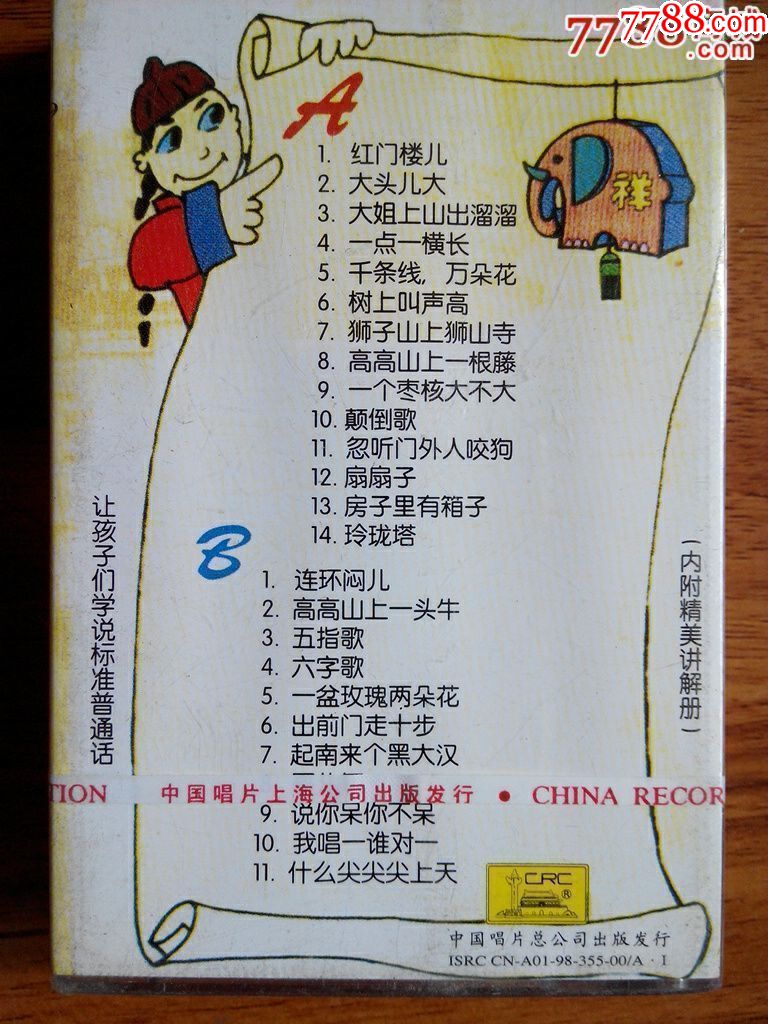 7788.com
.com
A
祥
1. 红门楼儿
2. 大头儿大
3. 大姐上山出溜溜
4. 一点一横长
5. 千条线，万朵花
6. 树上叫声高
7. 狮子山上狮山寺
8. 高高山上一根藤
9. 一个枣核大不大
10. 颠倒歌
11. 忽听门外人咬狗
12. 扇扇子
13. 房子里有箱子
14. 玲珑塔
让孩子们学说标准普通话
(内附精美讲解册)
B
1. 连环闷儿
2. 高高山上一头牛
3. 五指歌
4. 六字歌
5. 一盆玫瑰两朵花
6. 出前门走十步
7. 起南来个黑大汉
TION 中国唱片上海公司出版发行 • CHINA RECOR
9. 说你呆你不呆
10. 我唱一谁对一
11. 什么尖尖尖上天
CRC ®
中国唱片总公司出版发行
ISRC CN-A01-98-355-00/A·J